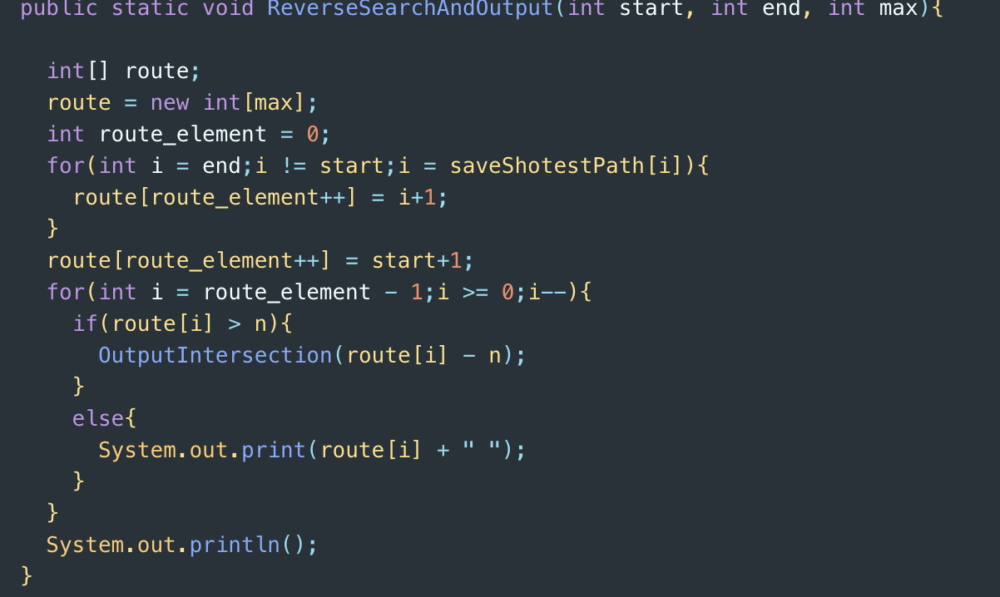 public static void ReverseSearchAndOutput(int start, int end, int max){
int[] route;
route = new int[max];
int route_element = 0;
for(int i = end;i != start;i = saveShotestPath[i]){
route[route_element++] = i+1;
}
route[route_element++] = start+1;
for(int i = route_element - 1;i >= 0;i--){
if(route[i] > n){
OutputIntersection(route[i] - n);
}
else{
System.out.print(route[i] + " ");
}
}
System.out.println();
}